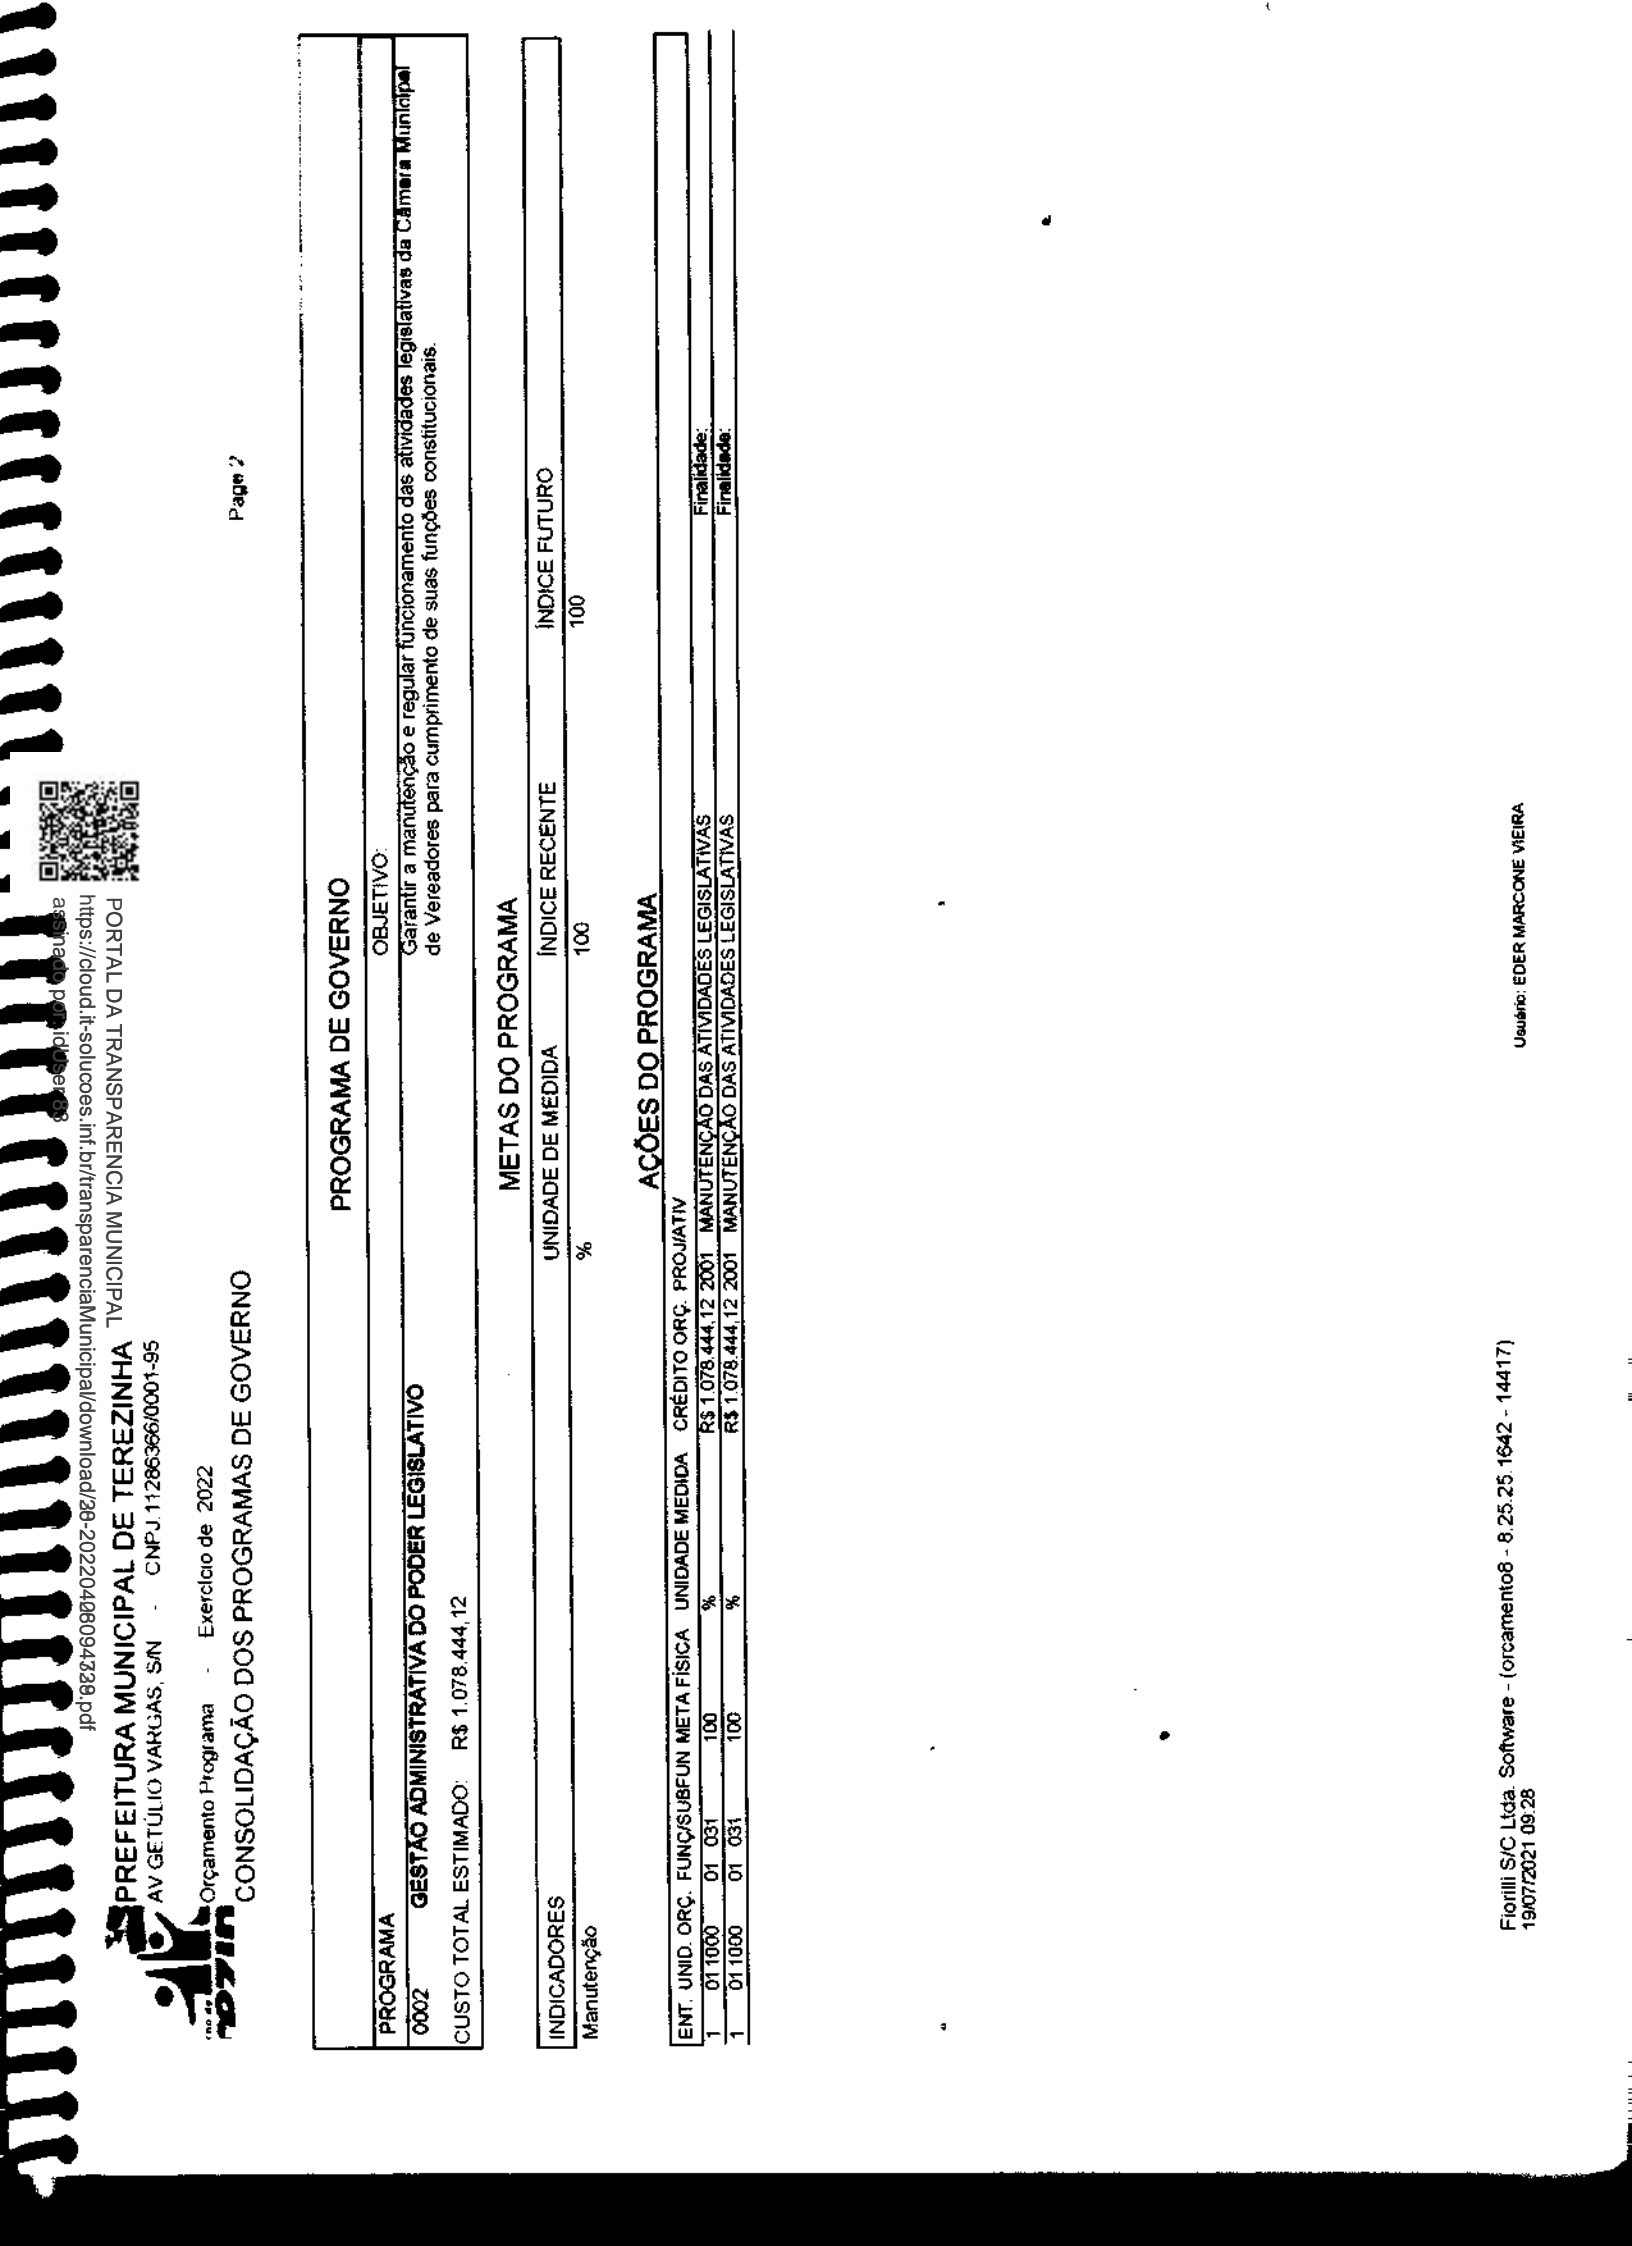 PORTAL DA TRANSPARENCIA MUNICIPAL
https://cloud.it-solucoes.inf.br/transparenciaMunicipal/download/
assinado por: idUser 83
PREFEITURA MUNICIPAL DE TEREZINHA
AV GETÚLIO VARGAS, S/N - CNPJ. 11286366/0001-95
Orçamento Programa - Exercício de 2022
CONSOLIDAÇÃO DOS PROGRAMAS DE GOVERNO Page 2
PROGRAMA DE GOVERNO
PROGRAMA OBJETIVO:
0002 GESTÃO ADMINISTRATIVA DO PODER LEGISLATIVO Garantir a manutenção e regular funcionamento das atividades legislativas da Câmara Municipal
de Vereadores para cumprimento de suas funções constitucionais.
CUSTO TOTAL ESTIMADO: R$ 1.078.444,12
METAS DO PROGRAMA
INDICADORES UNIDADE DE MEDIDA ÍNDICE RECENTE ÍNDICE FUTURO
Manutenção % 100 100
AÇÕES DO PROGRAMA
ENT. UNID. ORÇ. FUNÇ/SUBFUN META FÍSICA UNIDADE MEDIDA CRÉDITO ORÇ. PROJ/ATIV
1 011000 01 031 100 % R$ 1.078.444,12 2001 MANUTENÇÃO DAS ATIVIDADES LEGISLATIVAS Finalidade:
1 011000 01 031 100 % R$ 1.078.444,12 2001 MANUTENÇÃO DAS ATIVIDADES LEGISLATIVAS Finalidade:
Fiorilli S/C Ltda. Software - (orcamento8 - 8.25.25.1642 - 14417) Usuário: EDER MARCONE VIEIRA
19/07/2021 09:28